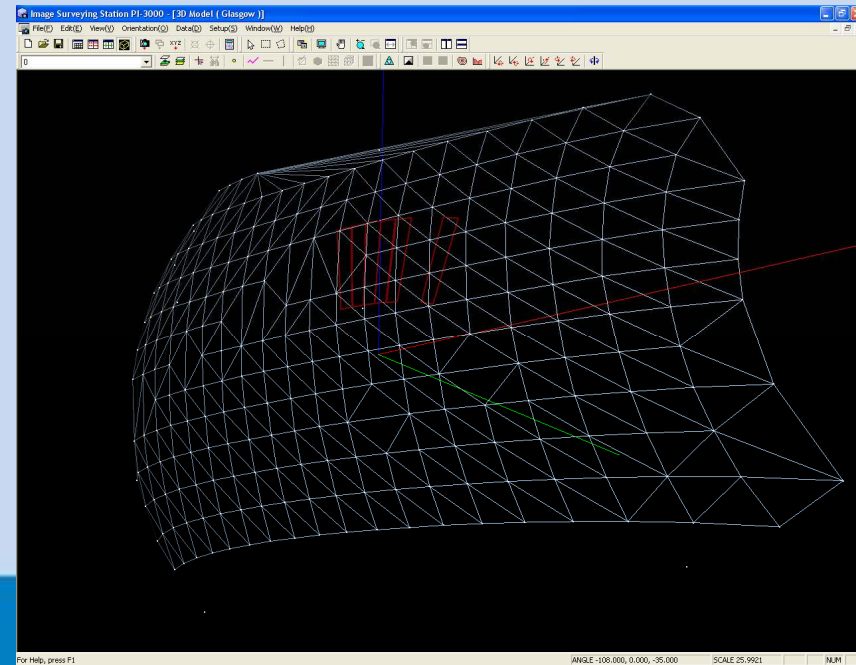 Image Surveying Station PI-3000 - [3D Model ( Glasgow )]
File(F) Edit(E) View(V) Orientation(O) Data(D) Setup(S) Window(W) Help(H)
XYZ
0
For Help, press F1 ANGLE -108.000, 0.000, -35.000 SCALE 25.9921 NUM